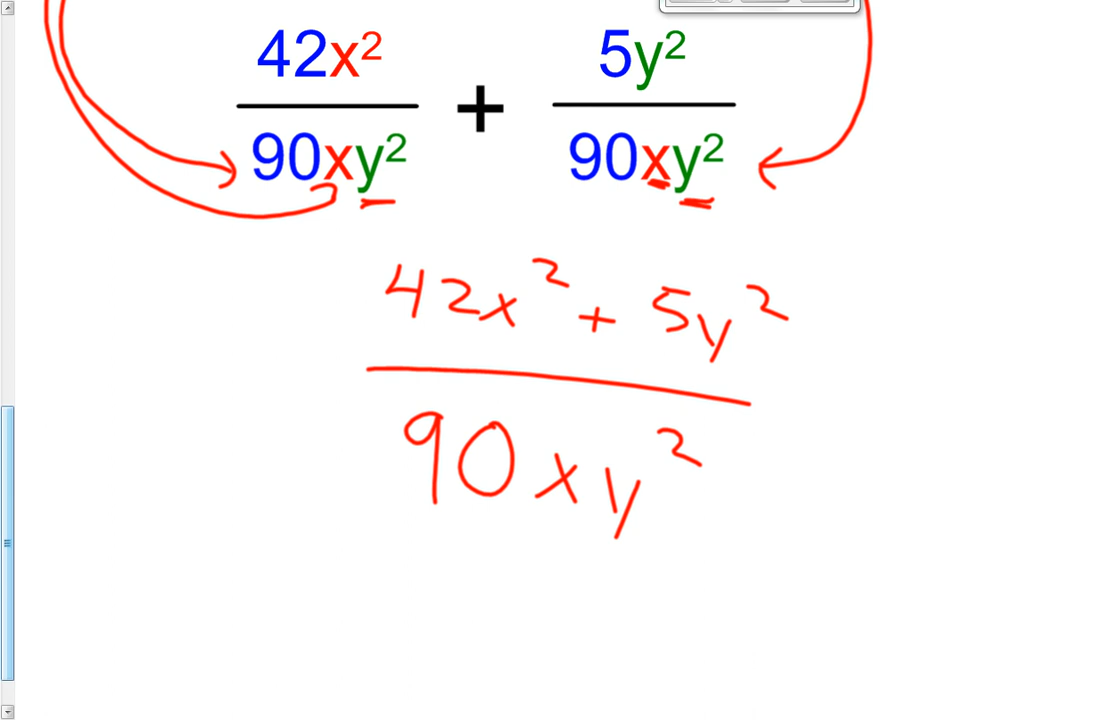 42x² + 5y²
90xy² 90xy²
42x² + 5y²
90xy²